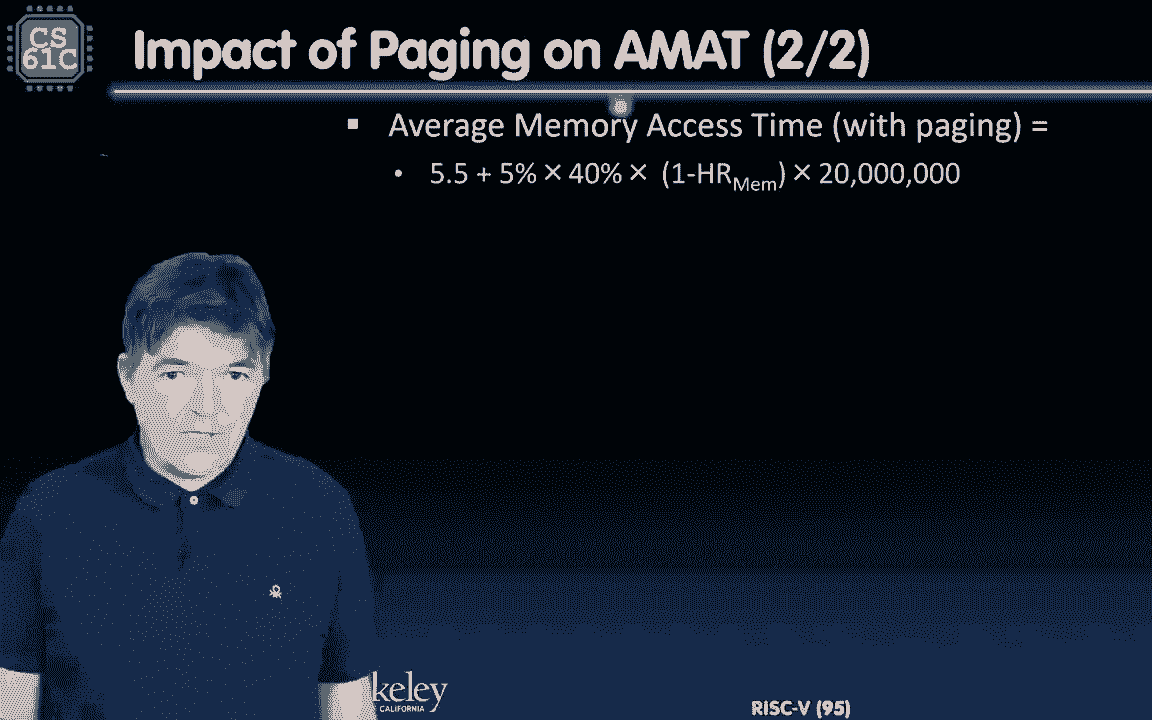 CS
61C
Impact of Paging on AMAT (2/2)
▪ Average Memory Access Time (with paging) =
• 5.5 + 5% × 40% × (1-HRMem) × 20,000,000
keley
CALIFORNIA
RISC-V (95)